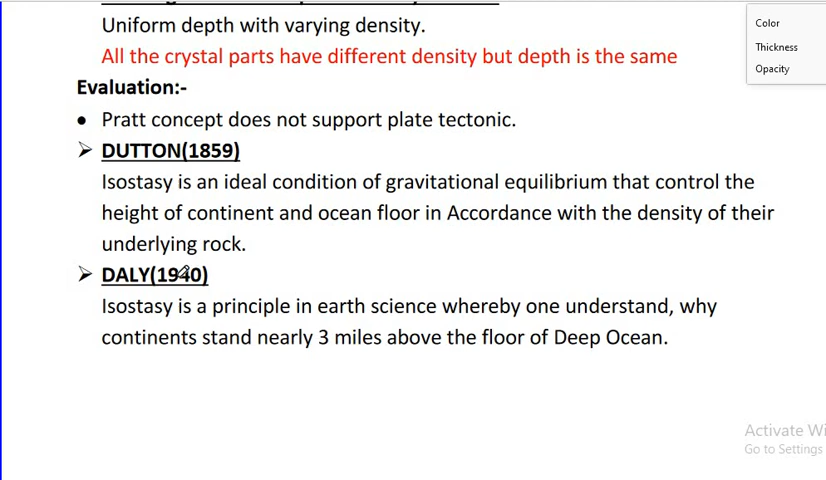 Uniform depth with varying density.
All the crystal parts have different density but depth is the same
Evaluation:-
● Pratt concept does not support plate tectonic.
➢ DUTTON(1859)
Isostasy is an ideal condition of gravitational equilibrium that control the
height of continent and ocean floor in Accordance with the density of their
underlying rock.
➢ DALY(1940)
Isostasy is a principle in earth science whereby one understand, why
continents stand nearly 3 miles above the floor of Deep Ocean.
Color
Thickness
Opacity
Activate Wi
Go to Settings